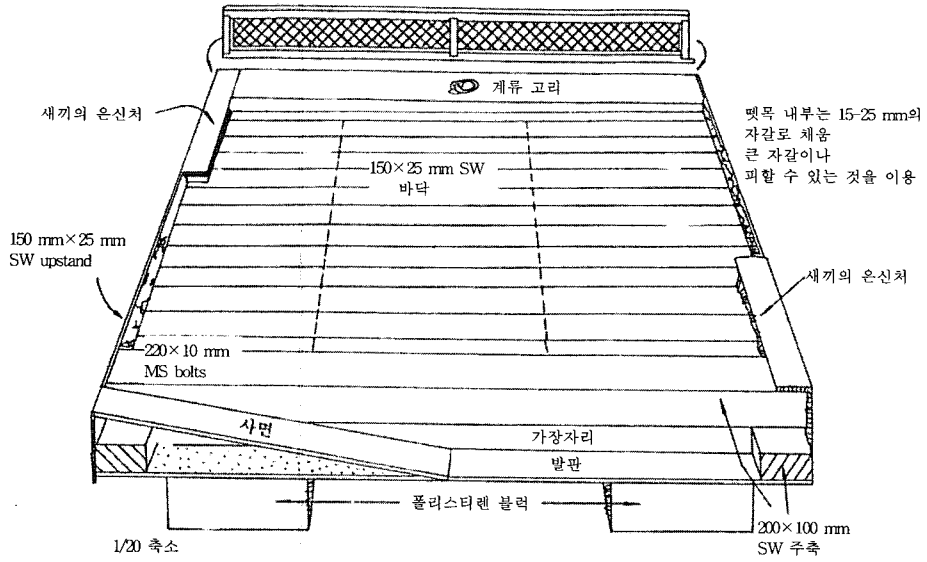 계류 고리
새끼의 은신처
뗏목 내부는 15-25 mm의
자갈로 채움
큰 자갈이나
피할 수 있는 것을 이용
150×25 mm SW
바닥
150 mm×25 mm
SW upstand
새끼의 은신처
220×10 mm
MS bolts
사면
가장자리
발판
폴리스티렌 블럭
1/20 축소
200×100 mm
SW 주축